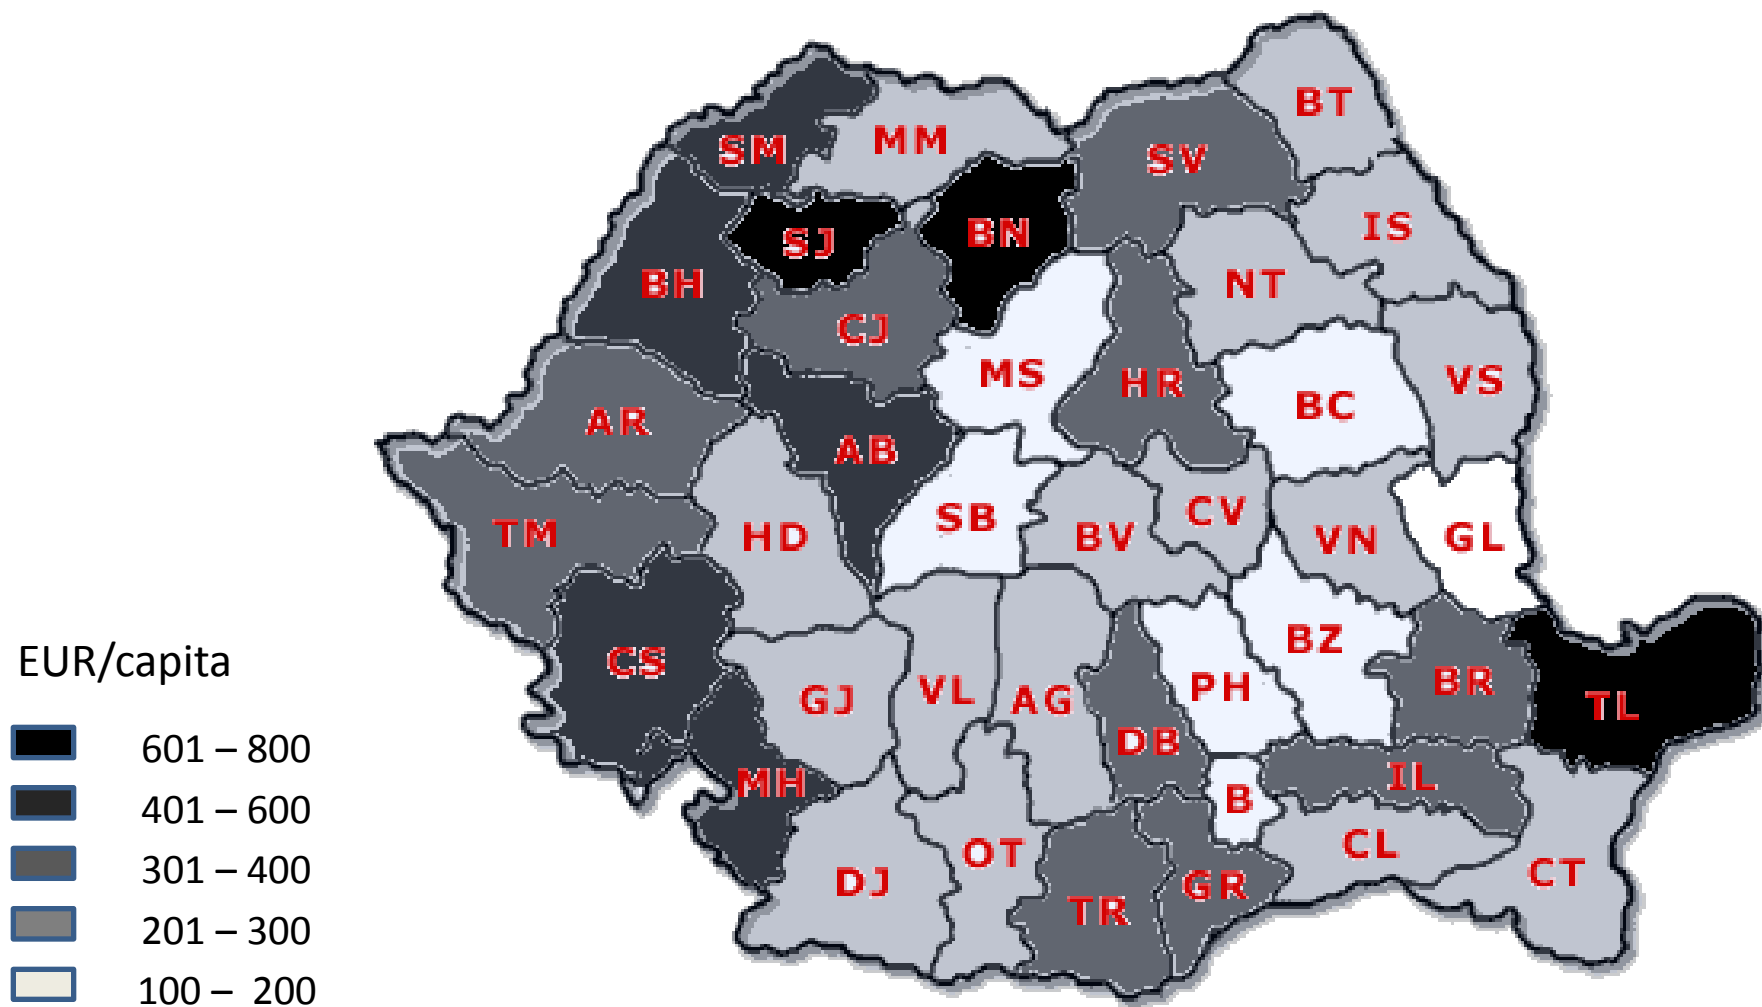 BT
MM
SM
SV
IS
BN
SJ
BH
NT
CJ
MS
HR
VS
BC
AR
AB
SB
CV
TM
HD
BV
VN
GL
BZ
EUR/capita
CS
PH
BR
VL
GJ
AG
TL
DB
601 – 800
MH
IL
B
401 – 600
CL
OT
301 – 400
CT
DJ
GR
TR
201 – 300
100 – 200